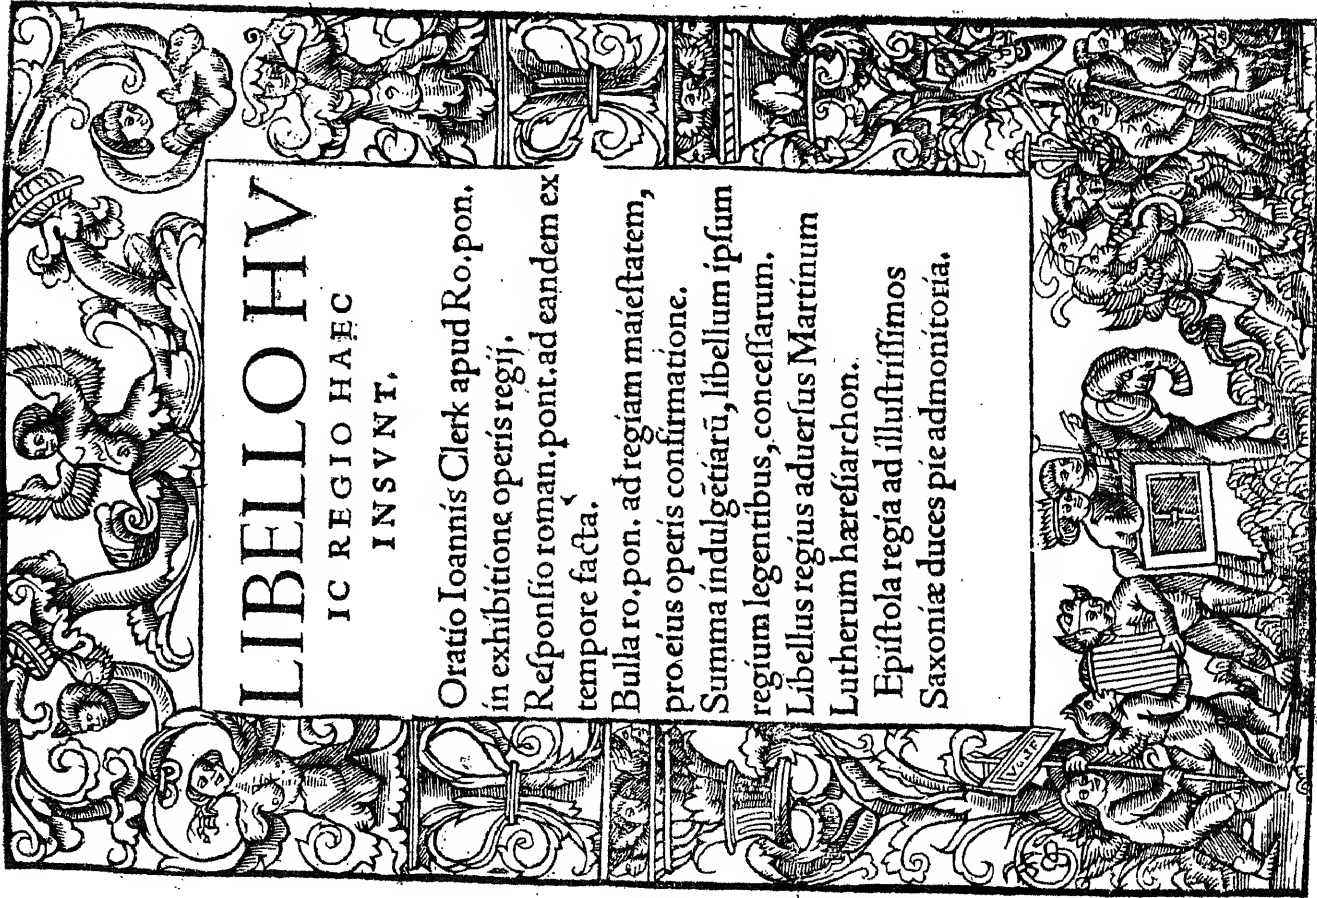 LIBELLO HV
IC REGIO HAEC
INSVNT.
Oratio Ioannis Clerk apud Ro.pon.
in exhibitione operis regij.
Reſponſio roman.pont.ad eandem ex
tempore facta.
Bulla ro.pon. ad regiam maieſtatem,
pro eius operis confirmatione.
Summa indulgẽtiarũ, libellum ipſum
regium legentibus, conceſſarum.
Libellus regius aduerſus Martinum
Lutherum hæreſiarchon.
Epiſtola regia ad illuſtriſſimos
Saxoniæ duces pie admonitoria.